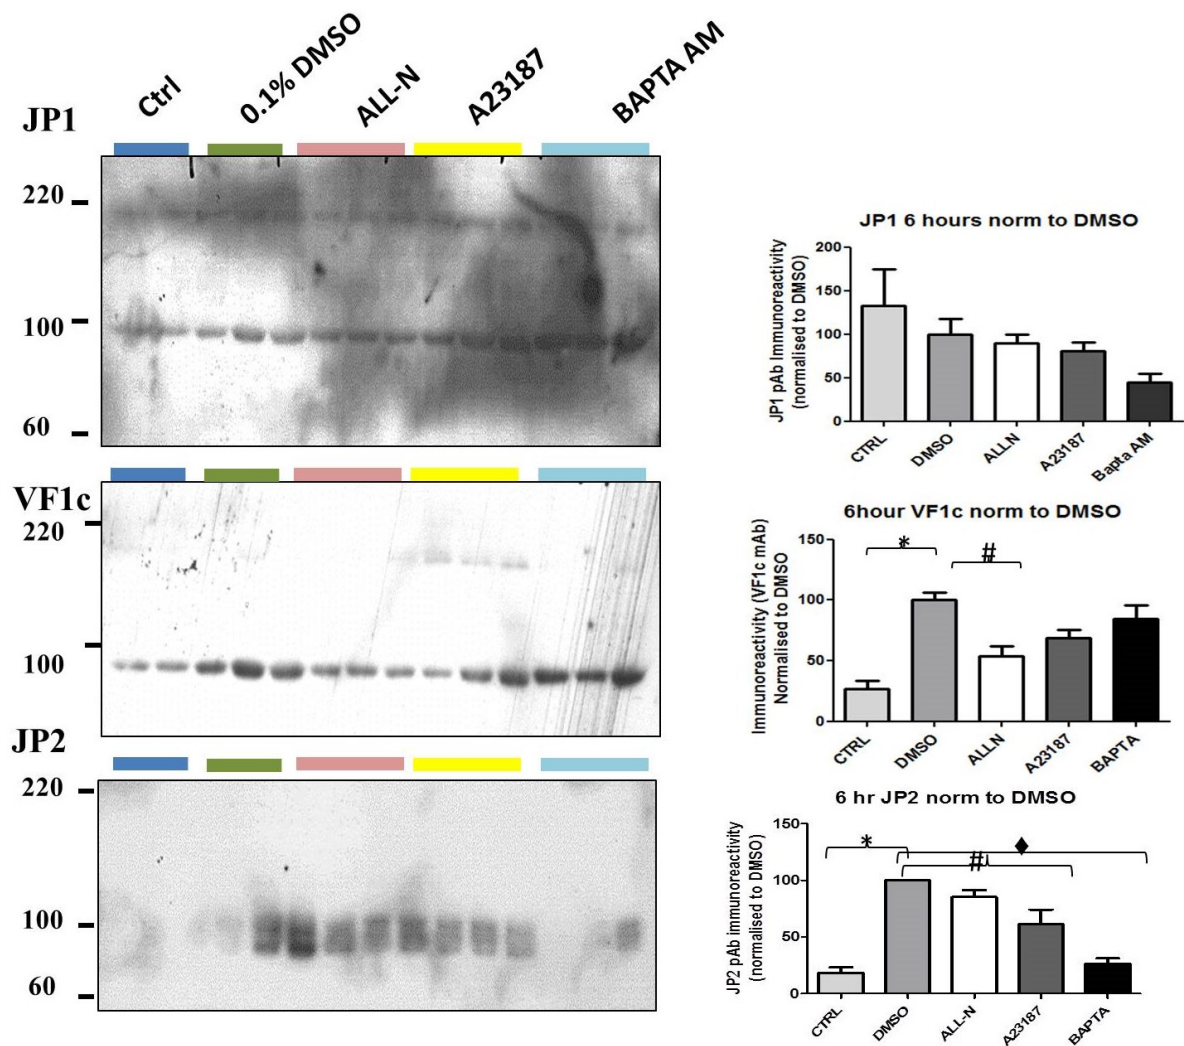 Ctrl
0.1% DMSO
ALL-N
A23187
BAPTA AM
JP1
220
100
60
VF1c
220
100
JP2
220
100
60
JP1 6 hours norm to DMSO
JP1 pAb Immunoreactivity
(normalised to DMSO)
200
150
100
50
0
CTRL
DMSO
ALLN
A23187
Bapta AM
6hour VF1c norm to DMSO
Immunoreactivity (VF1c mAb)
Normalised to DMSO
150
100
50
0
*
#
CTRL
DMSO
ALLN
A23187
BAPTA
6 hr JP2 norm to DMSO
JP2 pAb immunoreactivity
(normalised to DMSO)
150
100
50
0
*
#
♦
CTRL
DMSO
ALL-N
A23187
BAPTA